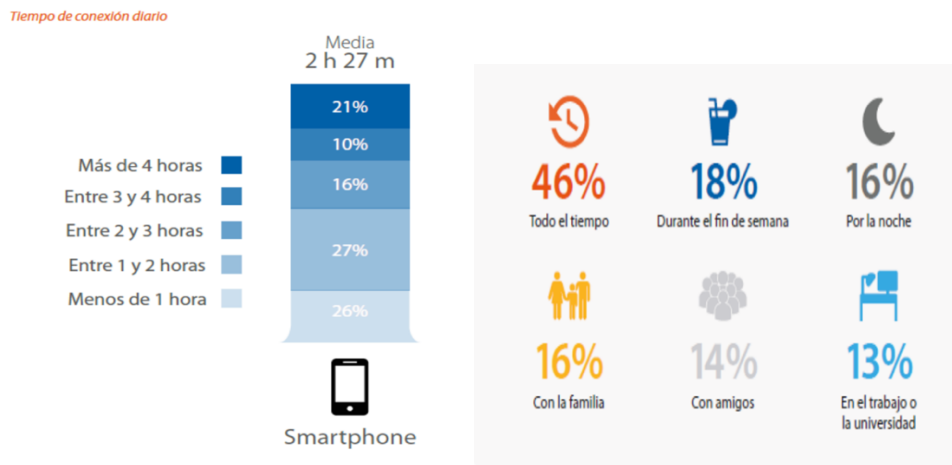 Tiempo de conexión diario
Media
2 h 27 m
21%
10%
16%
27%
26%
Más de 4 horas
Entre 3 y 4 horas
Entre 2 y 3 horas
Entre 1 y 2 horas
Menos de 1 hora
Smartphone
46%
Todo el tiempo
18%
Durante el fin de semana
16%
Por la noche
16%
Con la familia
14%
Con amigos
13%
En el trabajo o
la universidad